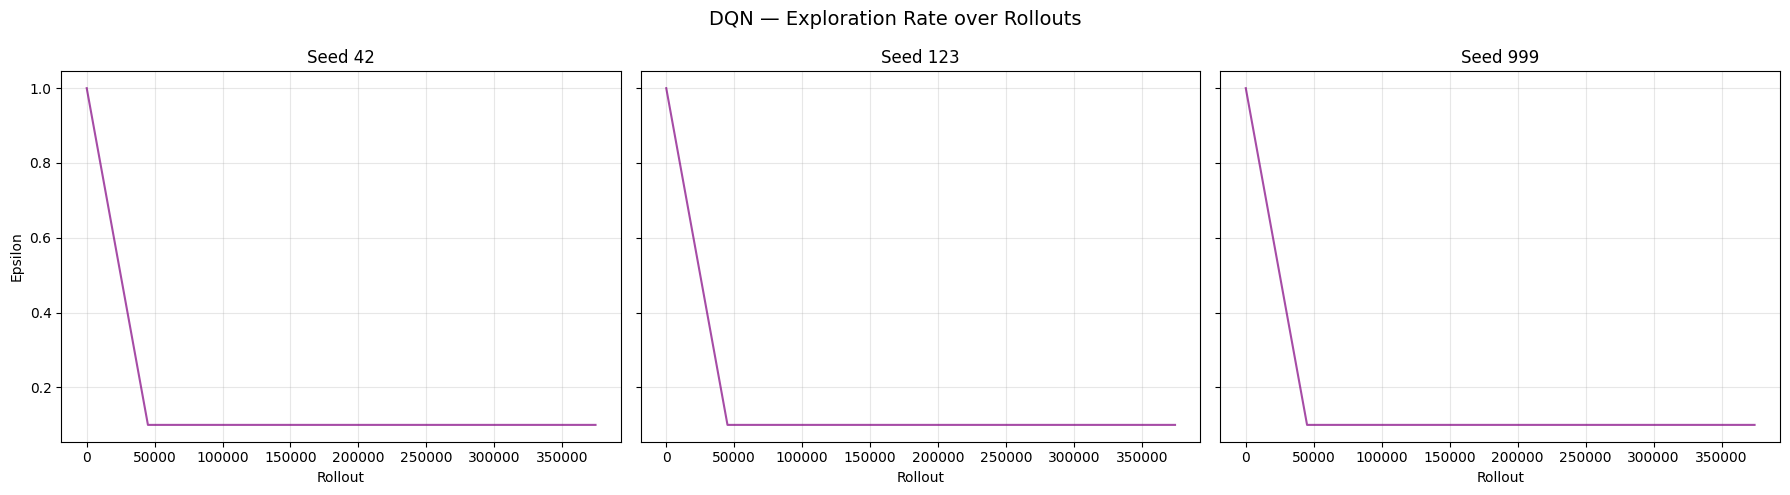 DQN — Exploration Rate over Rollouts
Seed 42
Seed 123
Seed 999
Epsilon
1.0
0.8
0.6
0.4
0.2
0 50000 100000 150000 200000 250000 300000 350000
0 50000 100000 150000 200000 250000 300000 350000
0 50000 100000 150000 200000 250000 300000 350000
Rollout
Rollout
Rollout